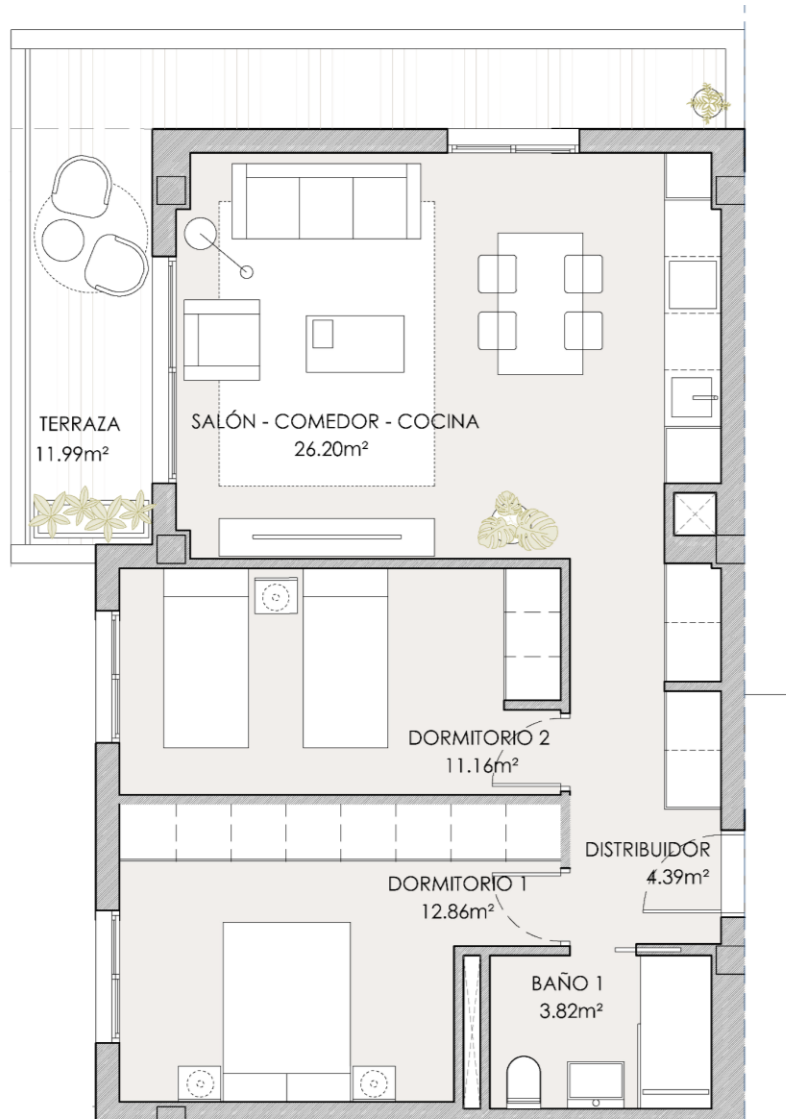 TERRAZA
11.99m²
SALÓN - COMEDOR - COCINA
26.20m²
DORMITORIO 2
11.16m²
DISTRIBUIDOR
4.39m²
DORMITORIO 1
12.86m²
BAÑO 1
3.82m²